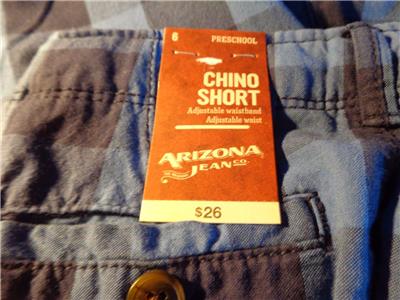 6 PRESCHOOL
CHINO
SHORT
Adjustable waistband
Adjustable waist
ARIZONA
JEAN CO.
$26